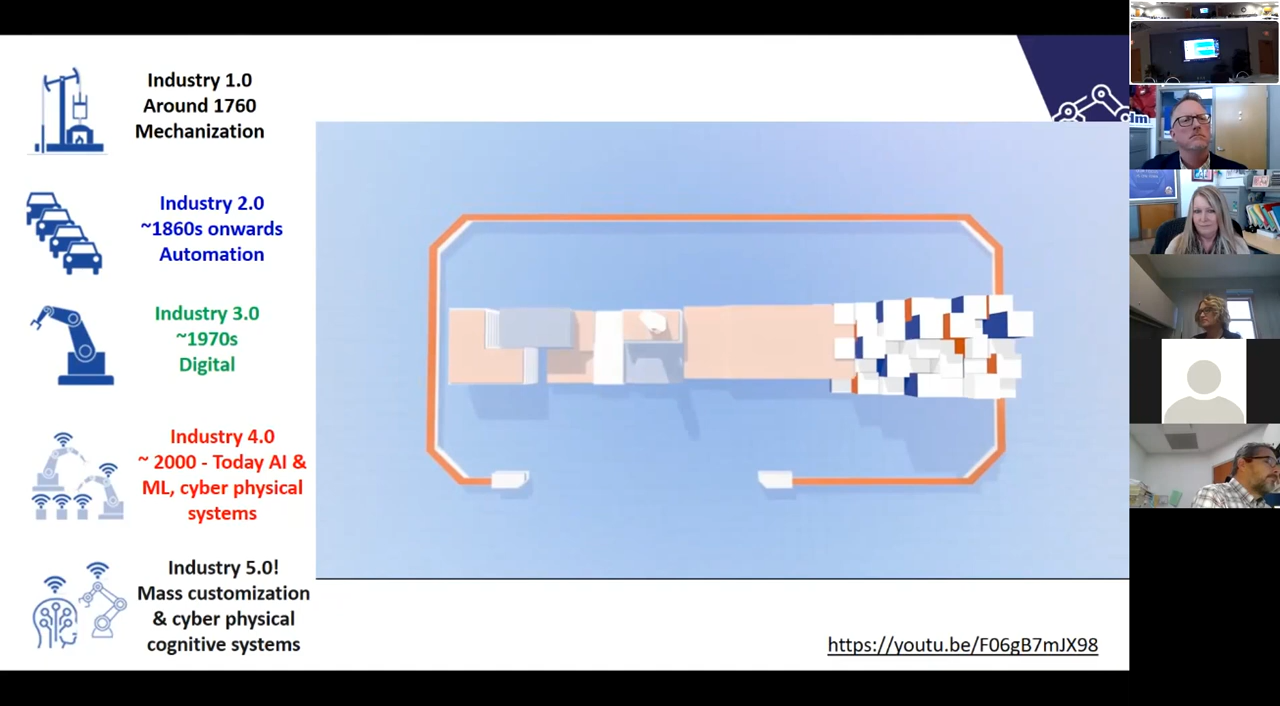 Industry 1.0
Around 1760
Mechanization
Industry 2.0
~1860s onwards
Automation
Industry 3.0
~1970s
Digital
Industry 4.0
~ 2000 - Today AI &
ML, cyber physical
systems
Industry 5.0!
Mass customization
& cyber physical
cognitive systems
dm
https://youtu.be/F06gB7mJX98